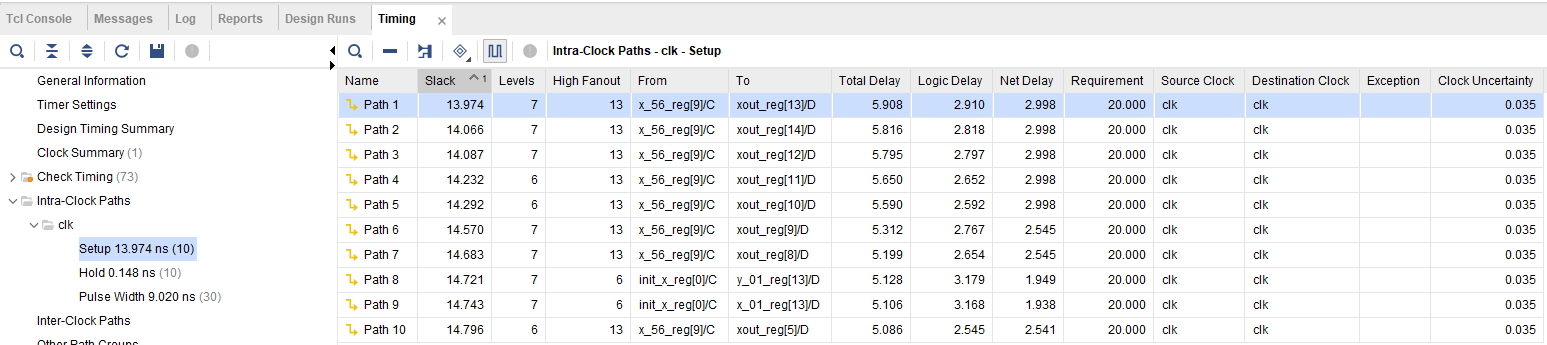 Tcl Console Messages Log Reports Design Runs Timing
Intra-Clock Paths - clk - Setup
General Information
Timer Settings
Design Timing Summary
Clock Summary (1)
Check Timing (73)
Intra-Clock Paths
clk
Setup 13.974 ns (10)
Hold 0.148 ns (10)
Pulse Width 9.020 ns (30)
Inter-Clock Paths
Other Path Groups
Name Slack 1 Levels High Fanout From To Total Delay Logic Delay Net Delay Requirement Source Clock Destination Clock Exception Clock Uncertainty
Path 1 13.974 7 13 x_56_reg[9]/C xout_reg[13]/D 5.908 2.910 2.998 20.000 clk clk 0.035
Path 2 14.066 7 13 x_56_reg[9]/C xout_reg[14]/D 5.816 2.818 2.998 20.000 clk clk 0.035
Path 3 14.087 7 13 x_56_reg[9]/C xout_reg[12]/D 5.795 2.797 2.998 20.000 clk clk 0.035
Path 4 14.232 6 13 x_56_reg[9]/C xout_reg[11]/D 5.650 2.652 2.998 20.000 clk clk 0.035
Path 5 14.292 6 13 x_56_reg[9]/C xout_reg[10]/D 5.590 2.592 2.998 20.000 clk clk 0.035
Path 6 14.570 7 13 x_56_reg[9]/C xout_reg[9]/D 5.312 2.767 2.545 20.000 clk clk 0.035
Path 7 14.683 7 13 x_56_reg[9]/C xout_reg[8]/D 5.199 2.654 2.545 20.000 clk clk 0.035
Path 8 14.721 7 6 init_x_reg[0]/C y_01_reg[13]/D 5.128 3.179 1.949 20.000 clk clk 0.035
Path 9 14.743 7 6 init_x_reg[0]/C x_01_reg[13]/D 5.106 3.168 1.938 20.000 clk clk 0.035
Path 10 14.796 6 13 x_56_reg[9]/C xout_reg[5]/D 5.086 2.545 2.541 20.000 clk clk 0.035